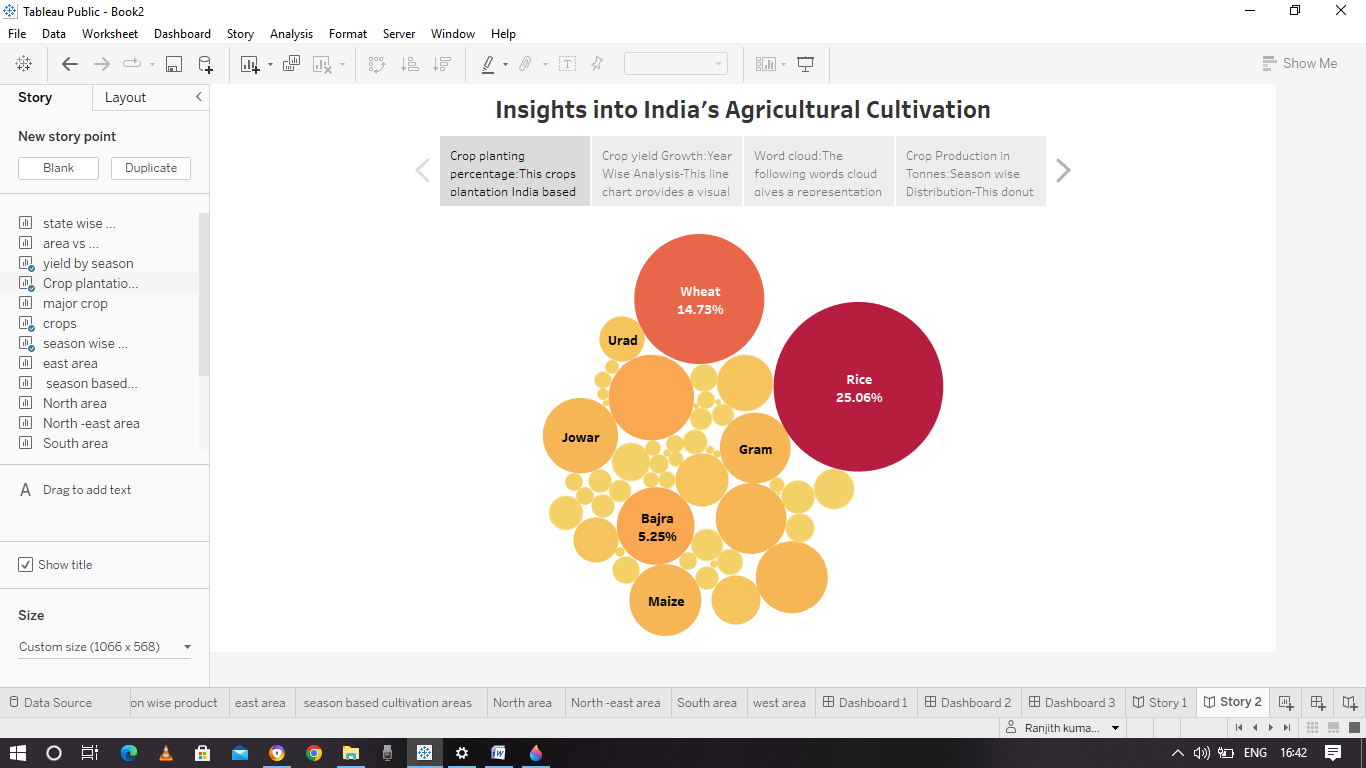 Tableau Public - Book2
File Data Worksheet Dashboard Story Analysis Format Server Window Help
Show Me
Story Layout
New story point
Blank Duplicate
state wise ...
area vs ...
yield by season
Crop plantatio...
major crop
crops
season wise ...
east area
season based...
North area
North -east area
South area
A Drag to add text
Show title
Size
Custom size (1066 x 568)
Insights into India's Agricultural Cultivation
Crop planting
percentage:This crops
plantation India based
Crop yield Growth:Year
Wise Analysis-This line
chart provides a visual
Word cloud:The
following words cloud
gives a representation
Crop Production in
Tonnes:Season wise
Distribution-This donut
Wheat
14.73%
Urad
Rice
25.06%
Jowar
Gram
Bajra
5.25%
Maize
Data Source on wise product east area season based cultivation areas North area North -east area South area west area Dashboard 1 Dashboard 2 Dashboard 3 Story 1 Story 2
Ranjith kuma...
ENG 16:42